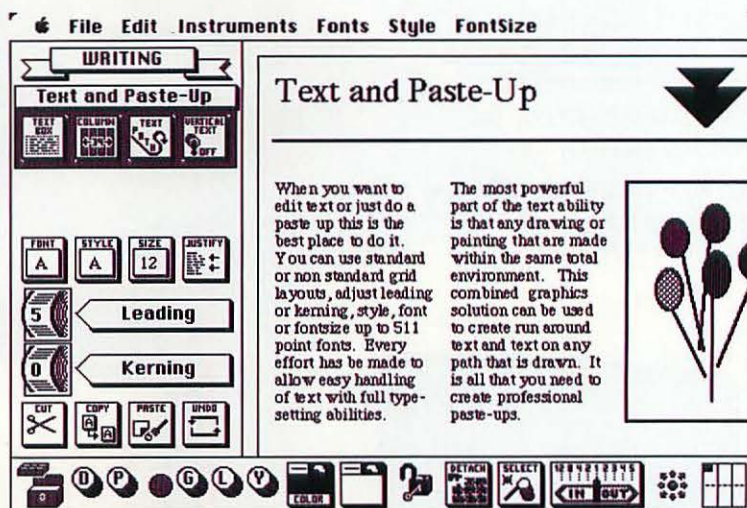 File Edit Instruments Fonts Style FontSize
WRITING
Text and Paste-Up
TEXT BOX
COLUMN
TEXT PATH
VERTICAL TEXT OFF
FONT
A
STYLE
A
SIZE
12
JUSTIFY
5
Leading
0
Kerning
CUT
COPY
PASTE
UNDO
Text and Paste-Up
When you want to
edit text or just do a
paste up this is the
best place to do it.
You can use standard
or non standard grid
layouts, adjust leading
or kerning, style, font
or fontsize up to 511
point fonts. Every
effort has be made to
allow easy handling
of text with full type-
setting abilities.
The most powerful
part of the text ability
is that any drawing or
painting that are made
within the same total
environment. This
combined graphics
solution can be used
to create run around
text and text on any
path that is drawn. It
is all that you need to
create professional
paste-ups.
O P G L Y
COLOR
DETACH
SELECT
IN OUT